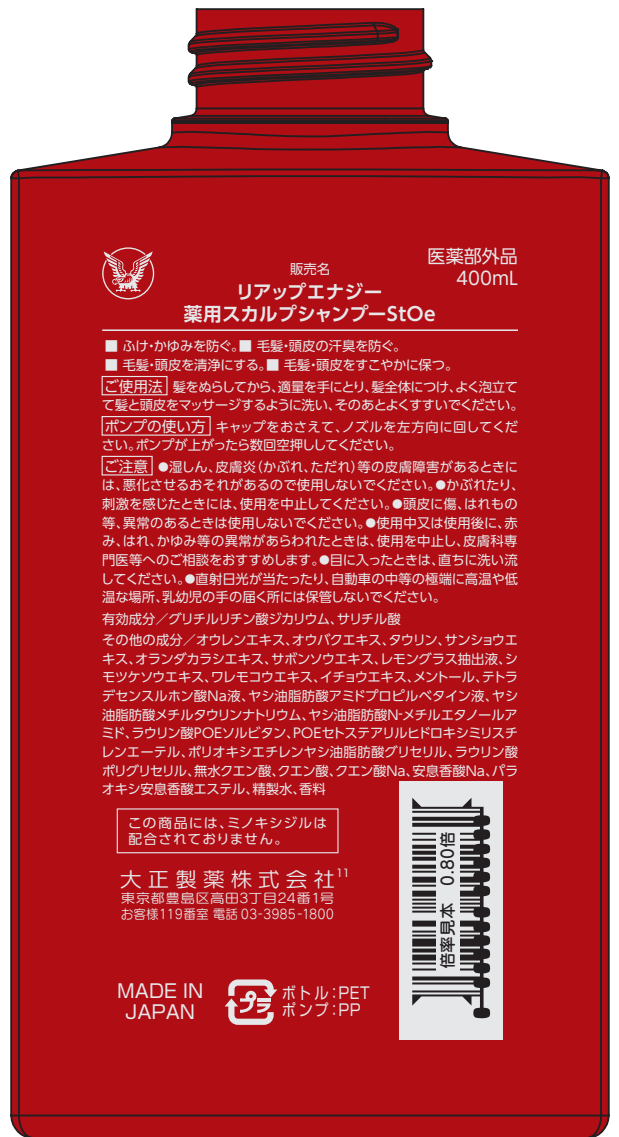 医薬部外品
400mL
販売名
リアップエナジー
薬用スカルプシャンプーStOe
■ ふけ・かゆみを防ぐ。■ 毛髪・頭皮の汗臭を防ぐ。
■ 毛髪・頭皮を清浄にする。■ 毛髪・頭皮をすこやかに保つ。
ご使用法 髪をぬらしてから、適量を手にとり、髪全体につけ、よく泡立て
て髪と頭皮をマッサージするように洗い、そのあとよくすすいでください。
ポンプの使い方 キャップをおさえて、ノズルを左方向に回してくだ
さい。ポンプが上がったら数回空押ししてください。
ご注意 ●湿しん、皮膚炎(かぶれ、ただれ)等の皮膚障害があるときに
は、悪化させるおそれがあるので使用しないでください。●かぶれたり、
刺激を感じたときには、使用を中止してください。●頭皮に傷、はれもの
等、異常のあるときは使用しないでください。●使用中又は使用後に、赤
み、はれ、かゆみ等の異常があらわれたときは、使用を中止し、皮膚科専
門医等へのご相談をおすすめします。●目に入ったときは、直ちに洗い流
してください。●直射日光が当たったり、自動車の中等の極端に高温や低
温な場所、乳幼児の手の届く所には保管しないでください。
有効成分/グリチルリチン酸ジカリウム、サリチル酸
その他の成分/オウレンエキス、オウバクエキス、タウリン、サンショウエ
キス、オランダカラシエキス、サボンソウエキス、レモングラス抽出液、シ
モツケソウエキス、ワレモコウエキス、イチョウエキス、メントール、テトラ
デセンスルホン酸Na液、ヤシ油脂肪酸アミドプロピルベタイン液、ヤシ
油脂肪酸メチルタウリンナトリウム、ヤシ油脂肪酸N-メチルエタノールア
ミド、ラウリン酸POEソルビタン、POEセトステアリルヒドロキシミリスチ
レンエーテル、ポリオキシエチレンヤシ油脂肪酸グリセリル、ラウリン酸
ポリグリセリル、無水クエン酸、クエン酸、クエン酸Na、安息香酸Na、パラ
オキシ安息香酸エステル、精製水、香料
この商品には、ミノキシジルは
配合されておりません。
大正製薬株式会社11
東京都豊島区高田3丁目24番1号
お客様119番室 電話 03-3985-1800
倍率見本 0.80倍
MADE IN
JAPAN
プラ
ボトル:PET
ポンプ:PP